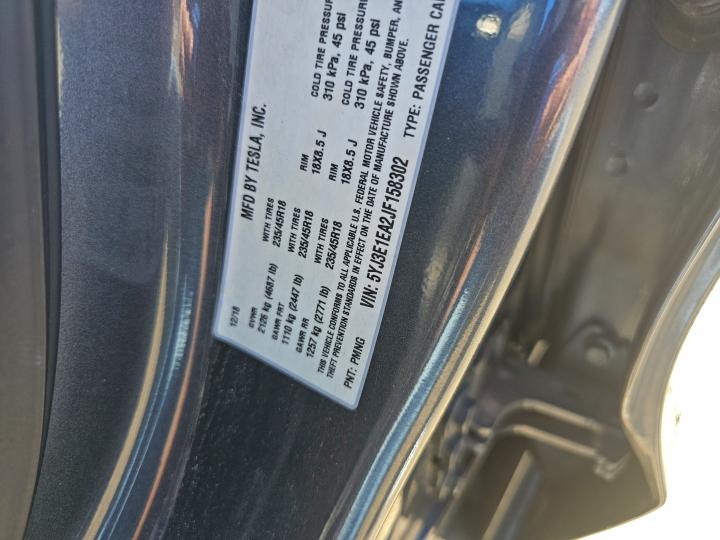 MFD BY TESLA, INC.
12/18
GVWR
2126 kg (4687 lb)
GAWR FRT
1110 kg (2447 lb)
WITH TIRES
235/45R18
RIM
18X8.5 J
COLD TIRE PRESSURE
310 kPa, 45 psi
GAWR RR
1257 kg (2771 lb)
WITH TIRES
235/45R18
WITH TIRES
235/45R18
RIM
18X8.5 J
COLD TIRE PRESSUR
310 kPa, 45 psi
THIS VEHICLE CONFORMS TO ALL APPLICABLE U.S. FEDERAL MOTOR VEHICLE SAFETY, BUMPER, AN
THEFT PREVENTION STANDARDS IN EFFECT ON THE DATE OF MANUFACTURE SHOWN ABOVE.
VIN: 5YJ3E1EA2JF158302
TYPE: PASSENGER CA
PNT: PMNG